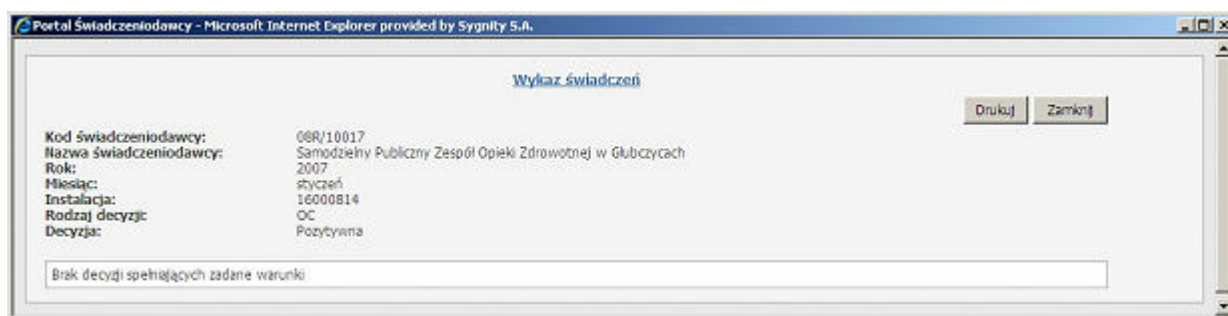 Portal Świadczeniodawcy - Microsoft Internet Explorer provided by Sygnity S.A.
Wykaz świadczeń
Drukuj Zamknij
Kod świadczeniodawcy: 08R/10017
Nazwa świadczeniodawcy: Samodzielny Publiczny Zespół Opieki Zdrowotnej w Głubczycach
Rok: 2007
Miesiąc: styczeń
Instalacja: 16000814
Rodzaj decyzji: OC
Decyzja: Pozytywna
Brak decyzji spełniających zadane warunki